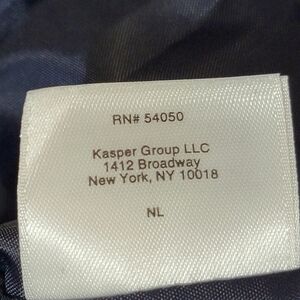 RN# 54050
Kasper Group LLC
1412 Broadway
New York, NY 10018
NL